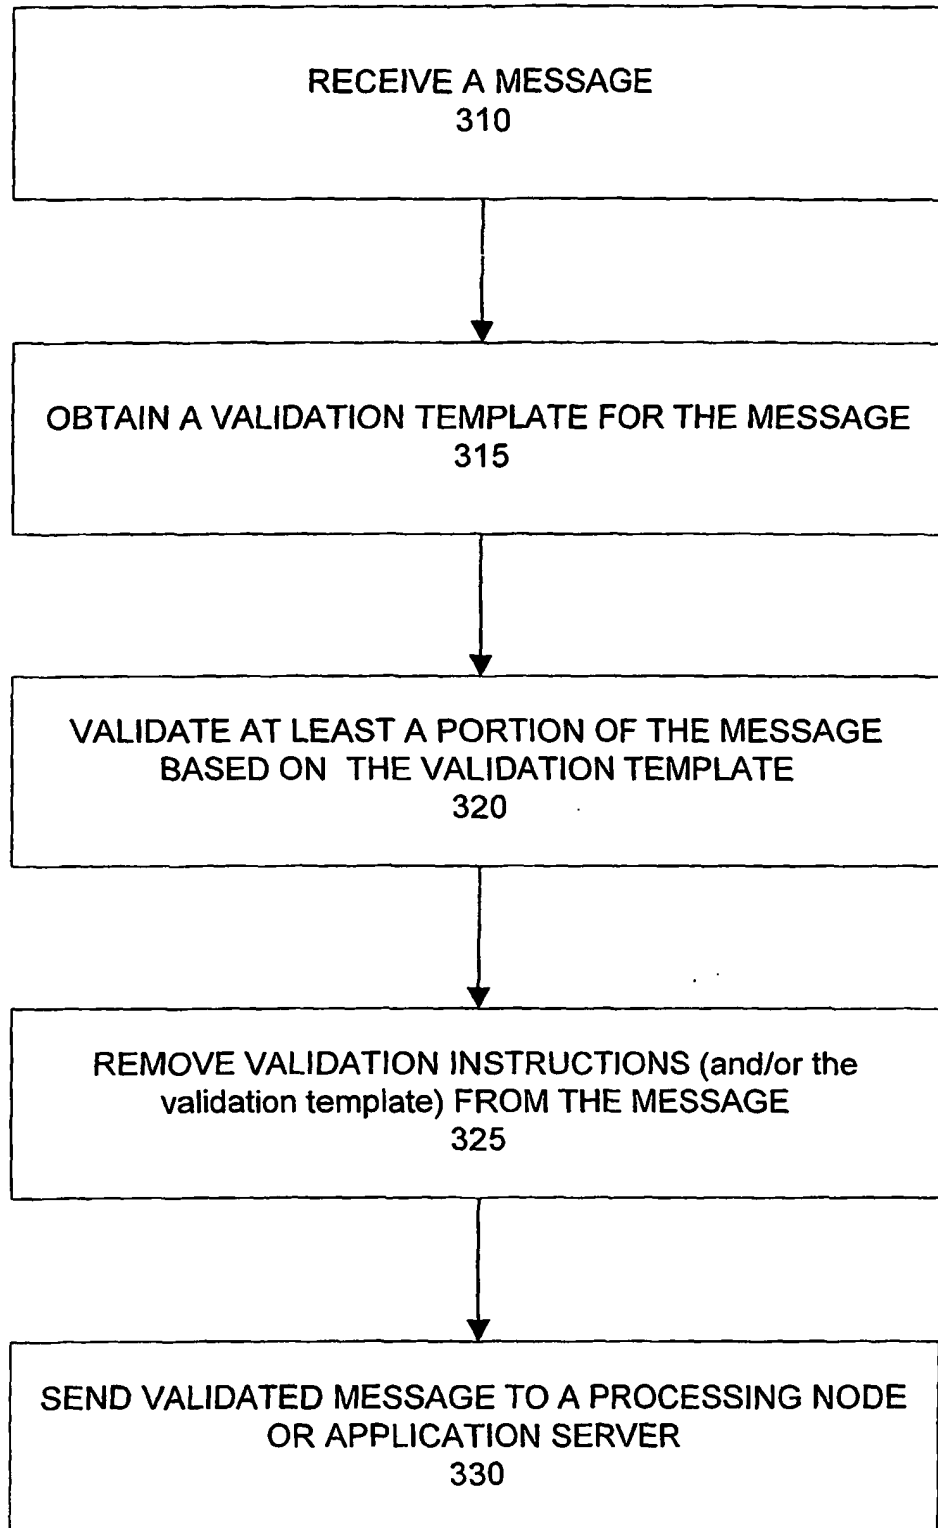 RECEIVE A MESSAGE
310
OBTAIN A VALIDATION TEMPLATE FOR THE MESSAGE
315
VALIDATE AT LEAST A PORTION OF THE MESSAGE
BASED ON THE VALIDATION TEMPLATE
320
REMOVE VALIDATION INSTRUCTIONS (and/or the
validation template) FROM THE MESSAGE
325
SEND VALIDATED MESSAGE TO A PROCESSING NODE
OR APPLICATION SERVER
330